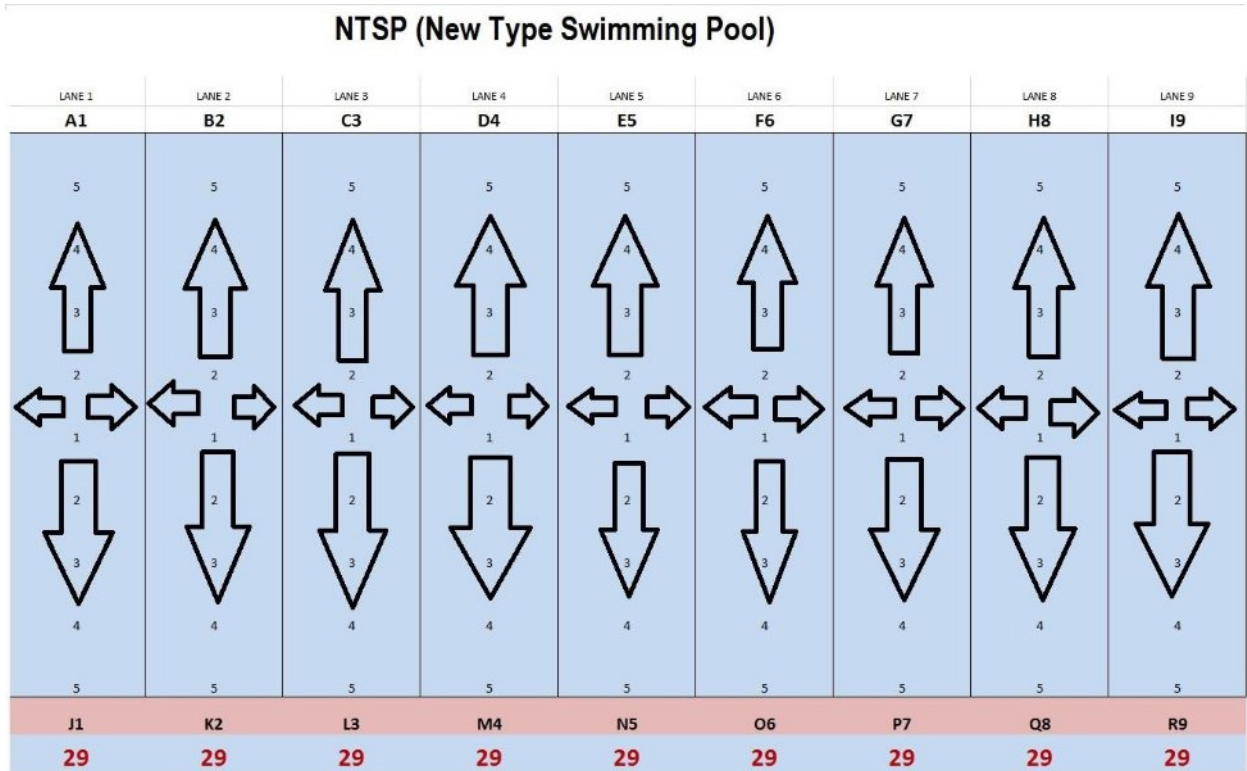 NTSP (New Type Swimming Pool)
LANE 1 LANE 2 LANE 3 LANE 4 LANE 5 LANE 6 LANE 7 LANE 8 LANE 9
A1 B2 C3 D4 E5 F6 G7 H8 I9
5 5 5 5 5 5 5 5 5
4 4 4 4 4 4 4 4 4
3 3 3 3 3 3 3 3 3
2 2 2 2 2 2 2 2 2
1 1 1 1 1 1 1 1 1
2 2 2 2 2 2 2 2 2
3 3 3 3 3 3 3 3 3
4 4 4 4 4 4 4 4 4
5 5 5 5 5 5 5 5 5
J1 K2 L3 M4 N5 O6 P7 Q8 R9
29 29 29 29 29 29 29 29 29